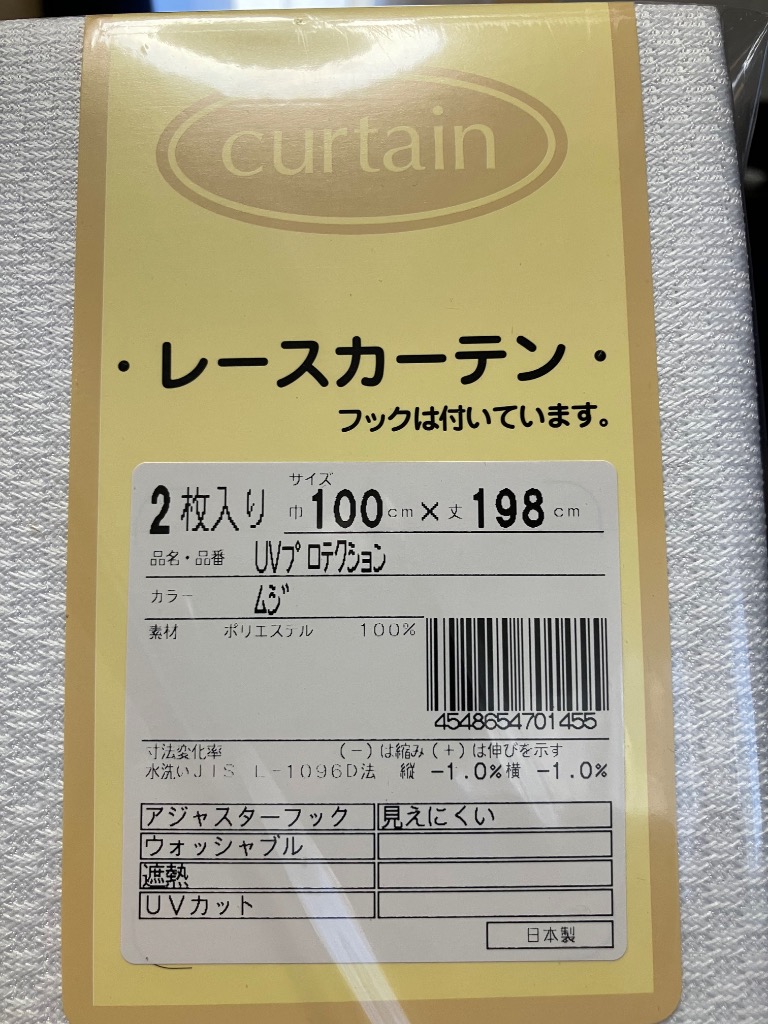 curtain
・レースカーテン・
フックは付いています。
サイズ
2枚入り 巾100cm×丈198cm
品名・品番 UVプロテクション
カラー ムジ
素材 ポリエステル 100%
4548654701455
寸法変化率 (−)は縮み(+)は伸びを示す
水洗いJIS L-1096D法 縦 −1.0%横 −1.0%
アジャスターフック 見えにくい
ウォッシャブル
遮熱
UVカット
日本製